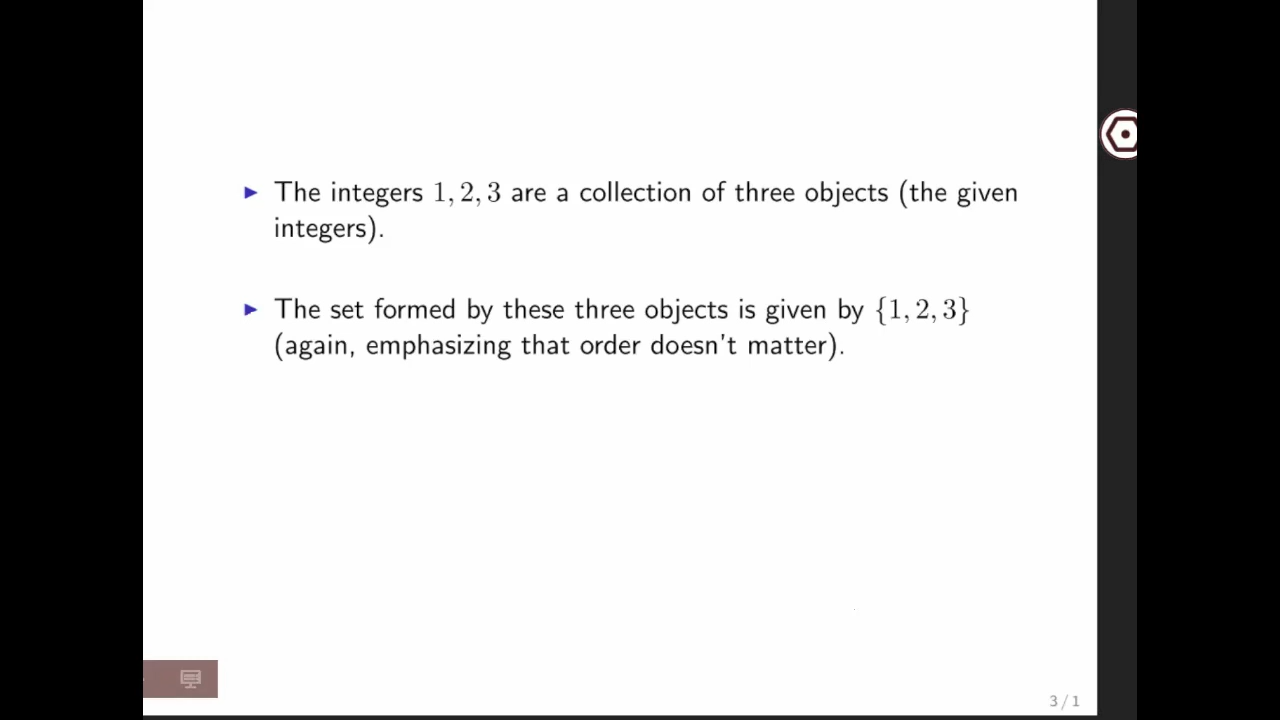 ▶ The integers 1, 2, 3 are a collection of three objects (the given
integers).
▶ The set formed by these three objects is given by {1, 2, 3}
(again, emphasizing that order doesn't matter).
3 / 1